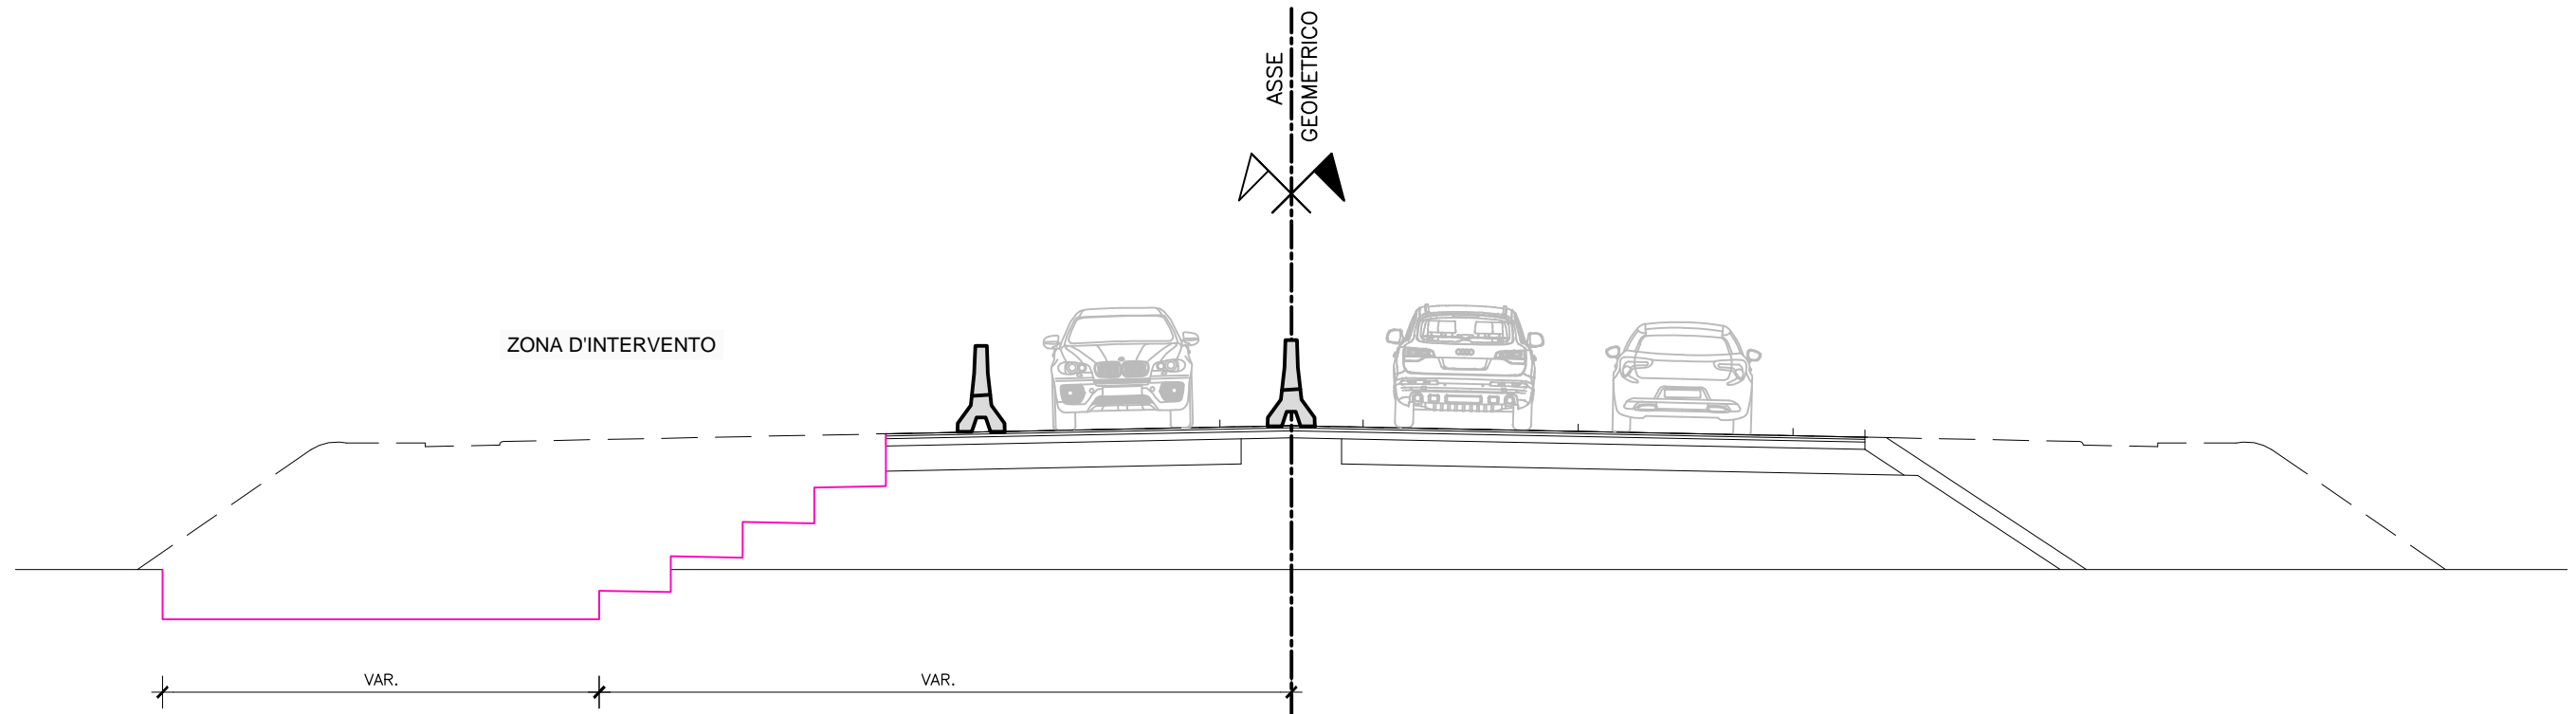 ASSE
GEOMETRICO
ZONA D'INTERVENTO
VAR.
VAR.